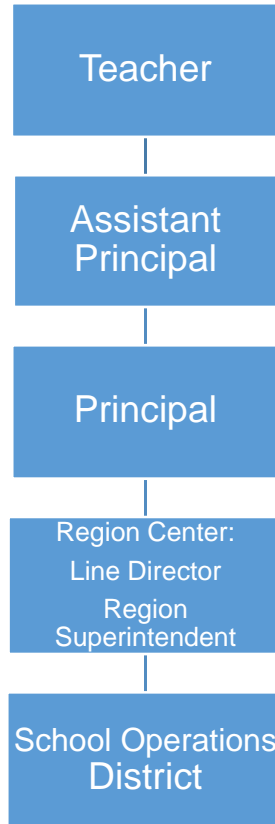 Teacher
Assistant
Principal
Principal
Region Center:
Line Director
Region
Superintendent
School Operations
District